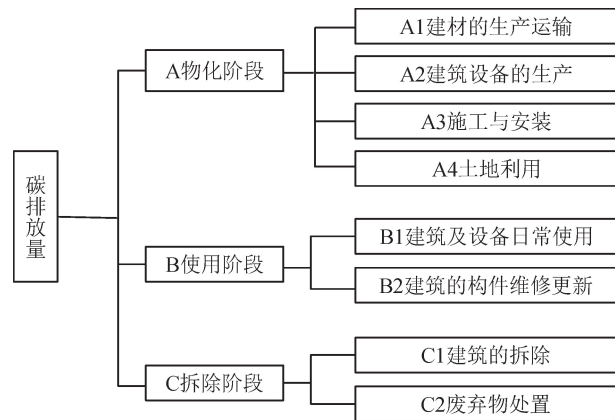 碳排放量
A物化阶段
A1建材的生产运输
A2建筑设备的生产
A3施工与安装
A4土地利用
B使用阶段
B1建筑及设备日常使用
B2建筑的构件维修更新
C拆除阶段
C1建筑的拆除
C2废弃物处置